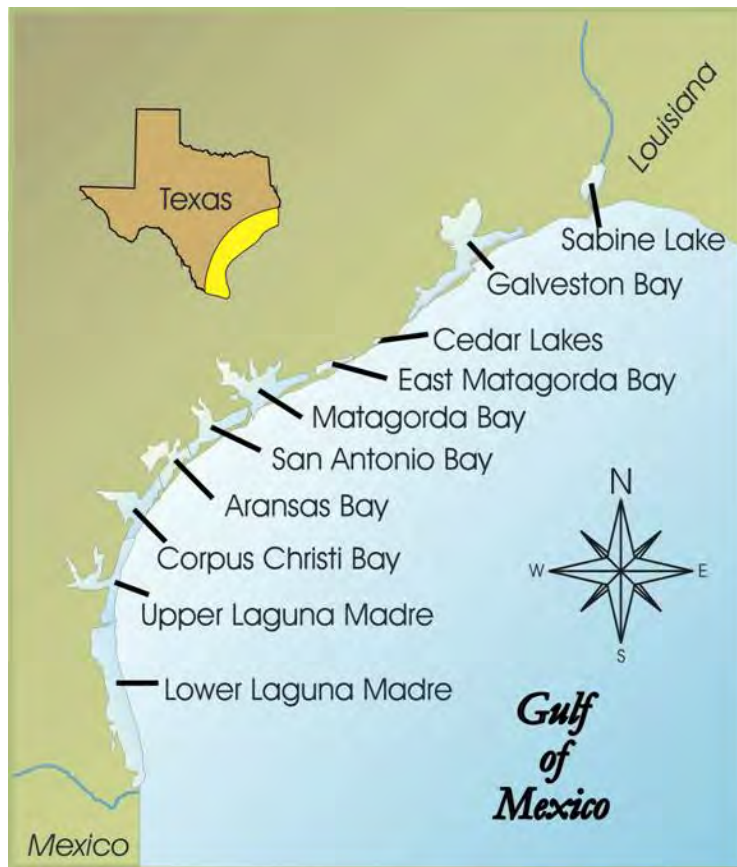 Louisiana
Texas
Sabine Lake
Galveston Bay
Cedar Lakes
East Matagorda Bay
Matagorda Bay
San Antonio Bay
Aransas Bay
Corpus Christi Bay
Upper Laguna Madre
Lower Laguna Madre
N
W
E
S
Gulf
of
Mexico
Mexico